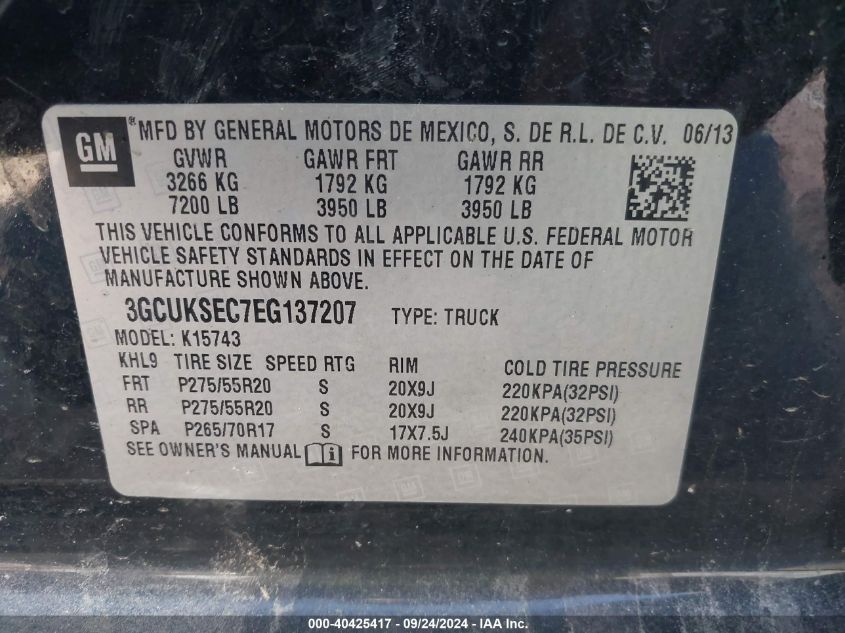 GM ® MFD BY GENERAL MOTORS DE MEXICO, S. DE R.L. DE C.V. 06/13
GVWR GAWR FRT GAWR RR
3266 KG 1792 KG 1792 KG
7200 LB 3950 LB 3950 LB
THIS VEHICLE CONFORMS TO ALL APPLICABLE U.S. FEDERAL MOTOR
VEHICLE SAFETY STANDARDS IN EFFECT ON THE DATE OF
MANUFACTURE SHOWN ABOVE.
3GCUKSEC7EG137207 TYPE: TRUCK
MODEL: K15743
KHL9 TIRE SIZE SPEED RTG RIM COLD TIRE PRESSURE
FRT P275/55R20 S 20X9J 220KPA(32PSI)
RR P275/55R20 S 20X9J 220KPA(32PSI)
SPA P265/70R17 S 17X7.5J 240KPA(35PSI)
SEE OWNER'S MANUAL i FOR MORE INFORMATION.
000-40425417 - 09/24/2024 - IAA Inc.